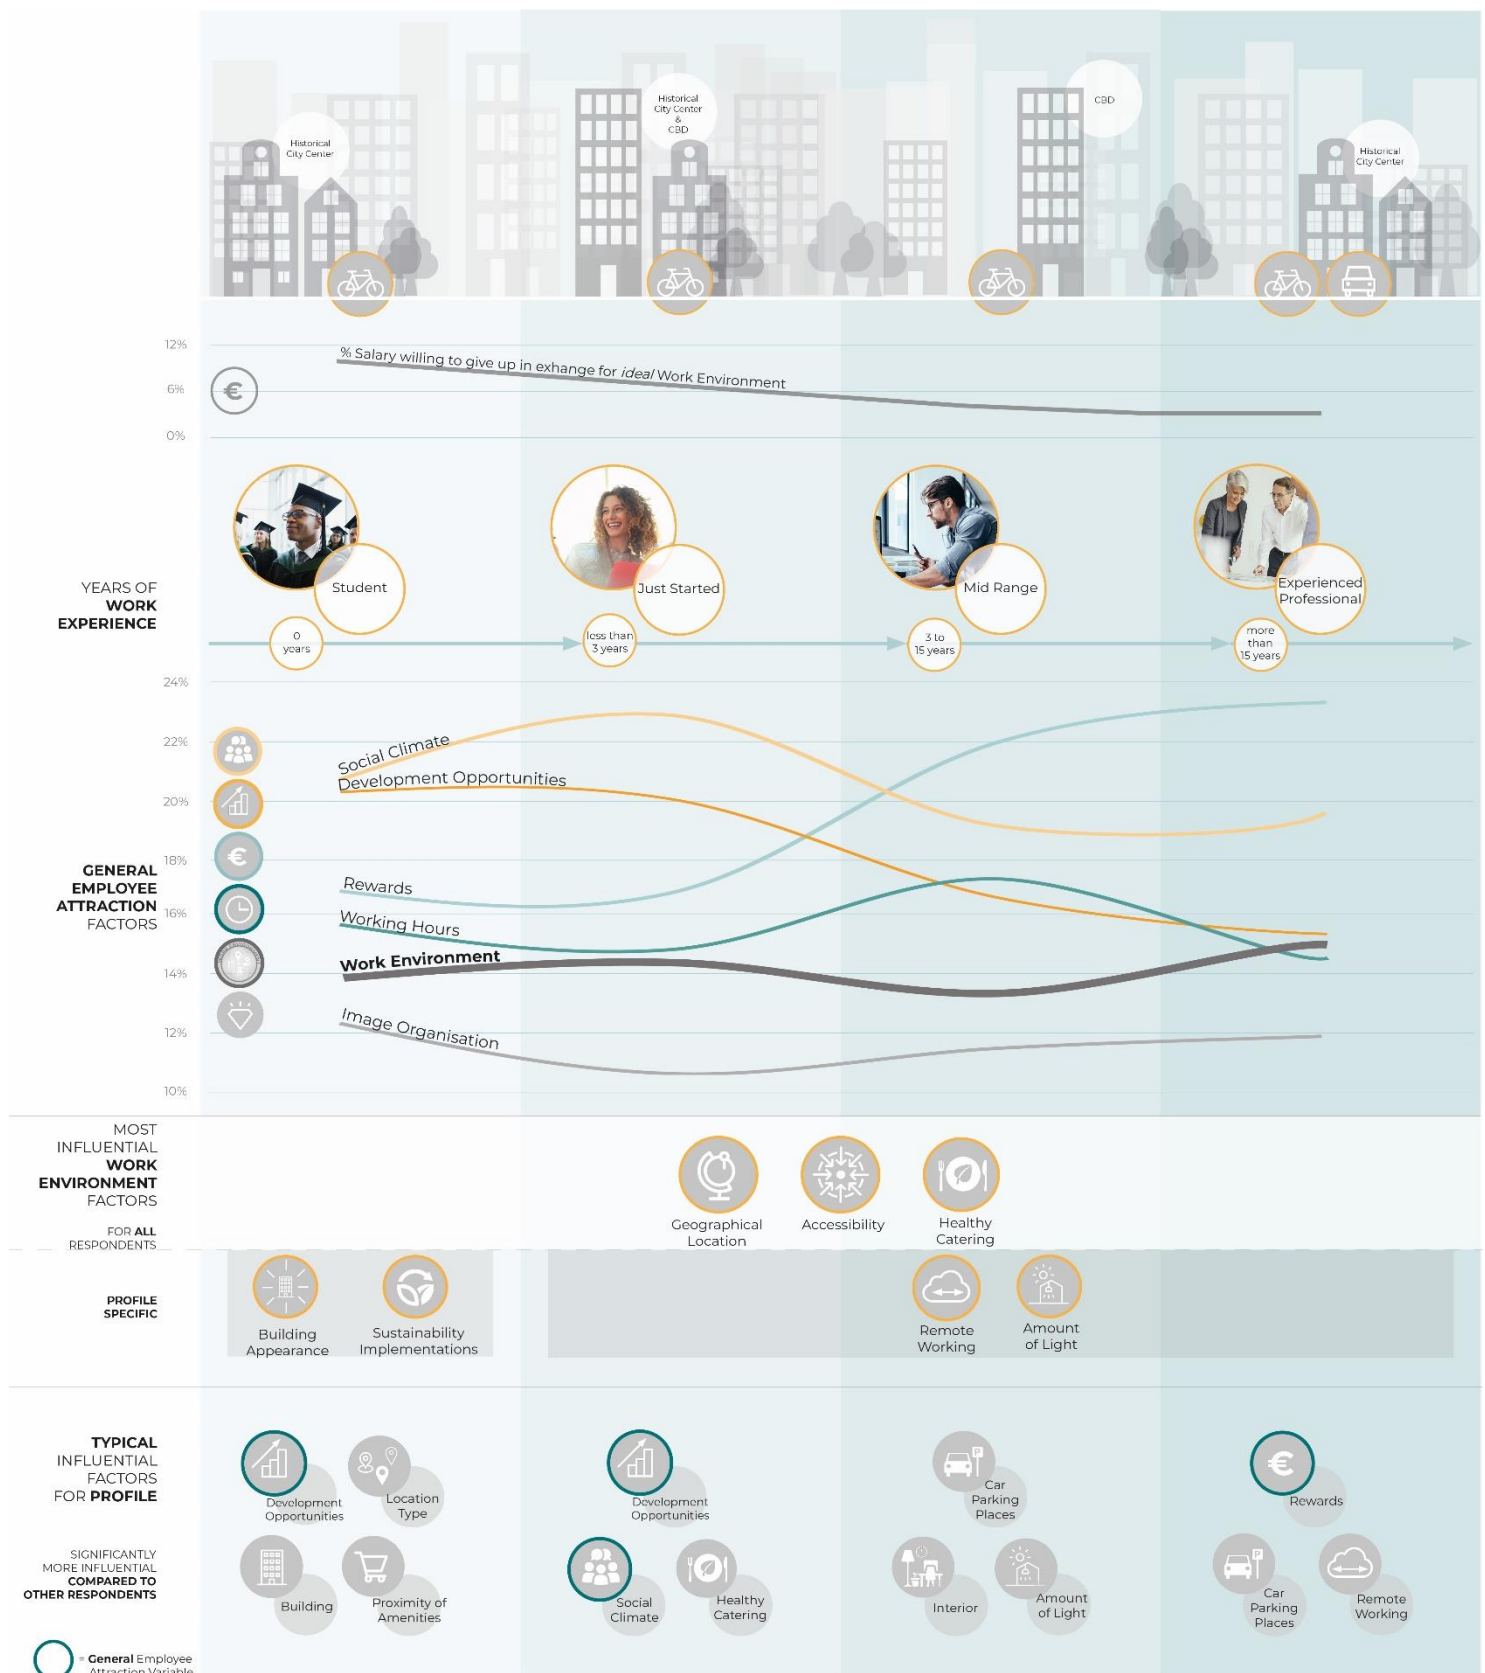 Historical
City Center
Historical
City Center
&
CBD
CBD
Historical
City Center
12%
6%
0%
% Salary willing to give up in exhange for ideal Work Environment
€
YEARS OF
WORK
EXPERIENCE
Student
Just Started
Mid Range
Experienced
Professional
0
years
less than
3 years
3 to
15 years
more
than
15 years
24%
22%
20%
18%
16%
14%
12%
10%
GENERAL
EMPLOYEE
ATTRACTION
FACTORS
€
Social Climate
Development Opportunities
Rewards
Working Hours
Work Environment
Image Organisation
MOST
INFLUENTIAL
WORK
ENVIRONMENT
FACTORS
FOR ALL
RESPONDENTS
Geographical
Location
Accessibility
Healthy
Catering
PROFILE
SPECIFIC
Building
Appearance
Sustainability
Implementations
Remote
Working
Amount
of Light
TYPICAL
INFLUENTIAL
FACTORS
FOR PROFILE
SIGNIFICANTLY
MORE INFLUENTIAL
COMPARED TO
OTHER RESPONDENTS
Development
Opportunities
Location
Type
Building
Proximity of
Amenities
Development
Opportunities
Social
Climate
Healthy
Catering
P
Car
Parking
Places
Interior
Amount
of Light
€
Rewards
P
Car
Parking
Places
Remote
Working
= General Employee
Attraction Variable